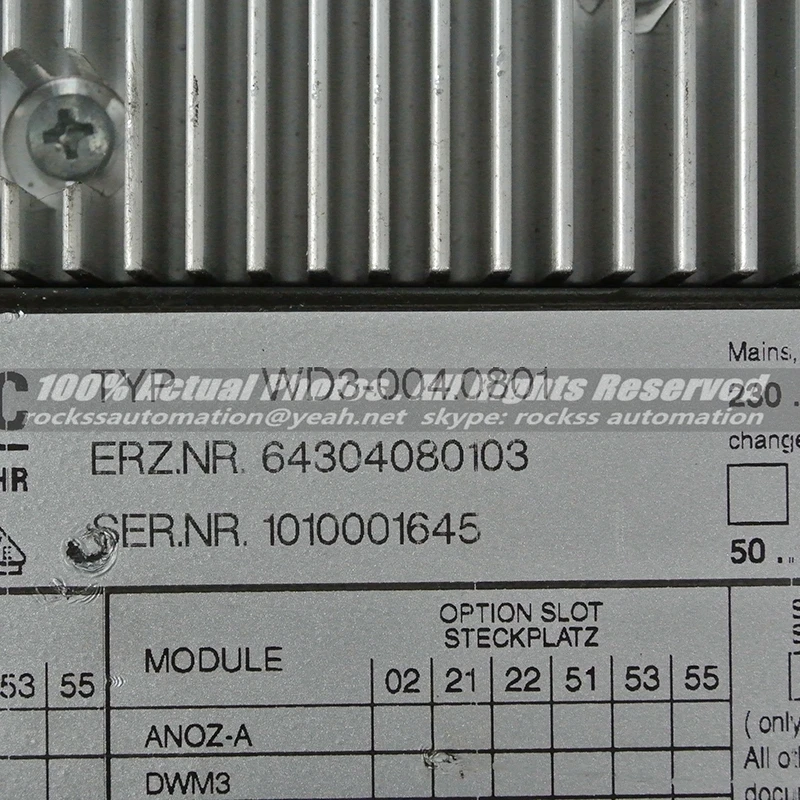 TYP WD3-004.0801
100% Actual Photos - All Rights Reserved
rockssautomation@yeah.net skype: rockss automation
ERZ.NR. 64304080103
SER.NR. 1010001645
C
HR
Mains,
230 .
change
50 ...
OPTION SLOT
STECKPLATZ
53 55 MODULE 02 21 22 51 53 55
ANOZ-A
DWM3
S
S
( only
All ot
docu